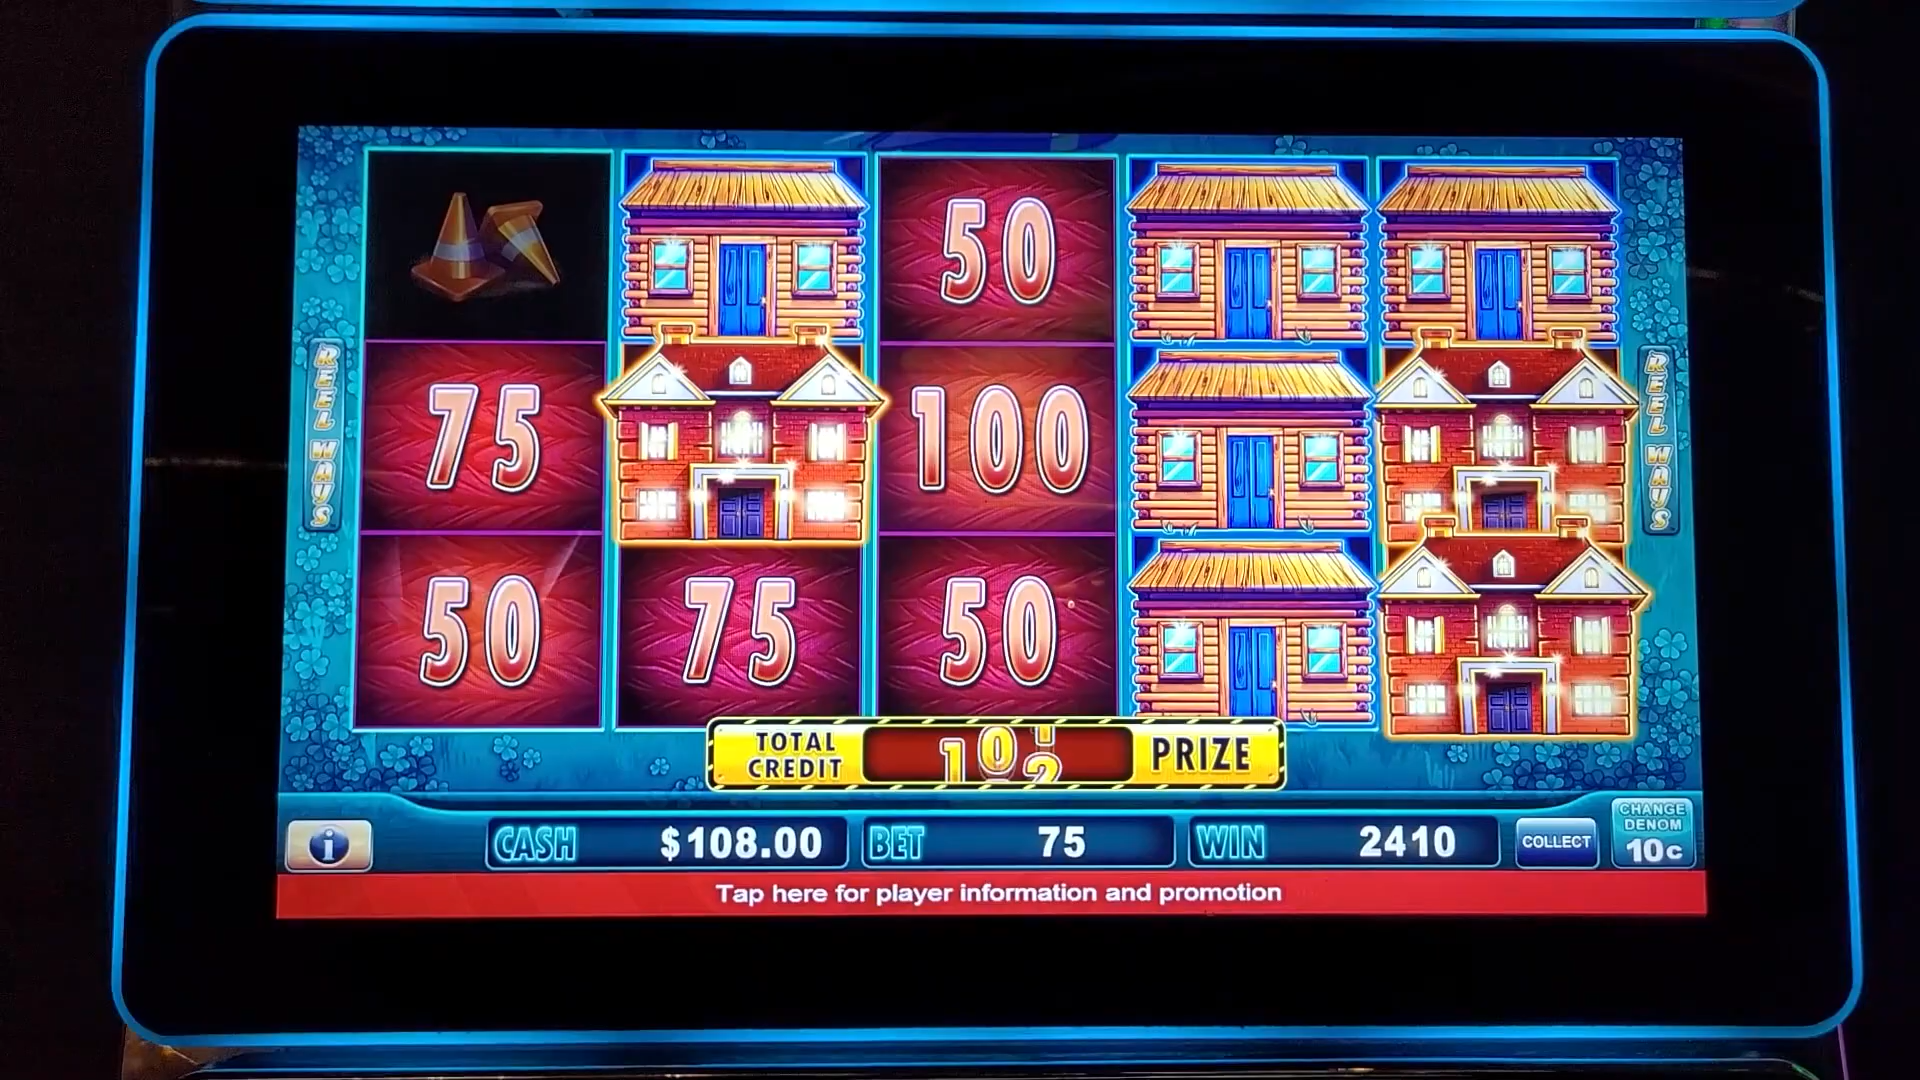 50
75
100
50
75
50
REEL WAYS
REEL WAYS
TOTAL
CREDIT
PRIZE
CHANGE
DENOM
10c
CASH $108.00
BET 75
WIN 2410
COLLECT
i
Tap here for player information and promotion